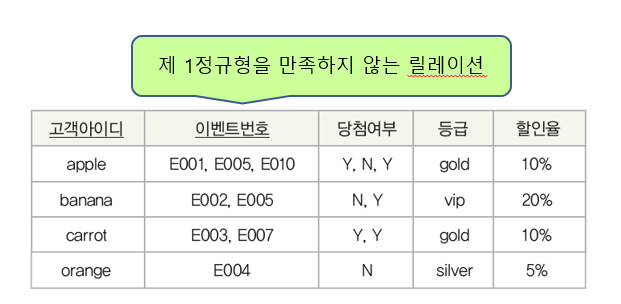 제 1정규형을 만족하지 않는 릴레이션
고객아이디 이벤트번호 당첨여부 등급 할인율
apple E001, E005, E010 Y, N, Y gold 10%
banana E002, E005 N, Y vip 20%
carrot E003, E007 Y, Y gold 10%
orange E004 N silver 5%